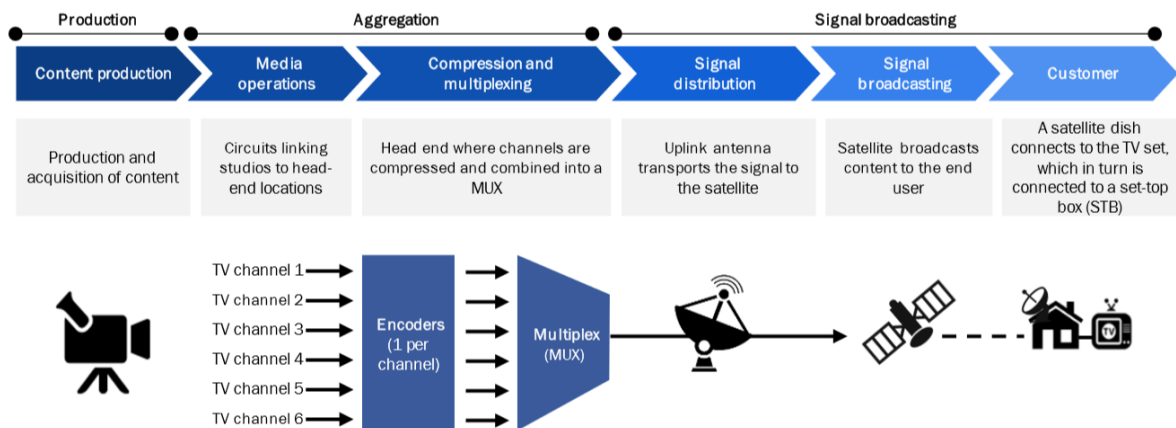 Production
Aggregation
Signal broadcasting
Content production
Media
operations
Compression and
multiplexing
Signal
distribution
Signal
broadcasting
Customer
Production and
acquisition of content
Circuits linking
studios to head-
end locations
Head end where channels are
compressed and combined into a
MUX
Uplink antenna
transports the signal to
the satellite
Satellite broadcasts
content to the end
user
A satellite dish
connects to the TV set,
which in turn is
connected to a set-top
box (STB)
TV channel 1
TV channel 2
TV channel 3
TV channel 4
TV channel 5
TV channel 6
Encoders
(1 per
channel)
Multiplex
(MUX)
TV